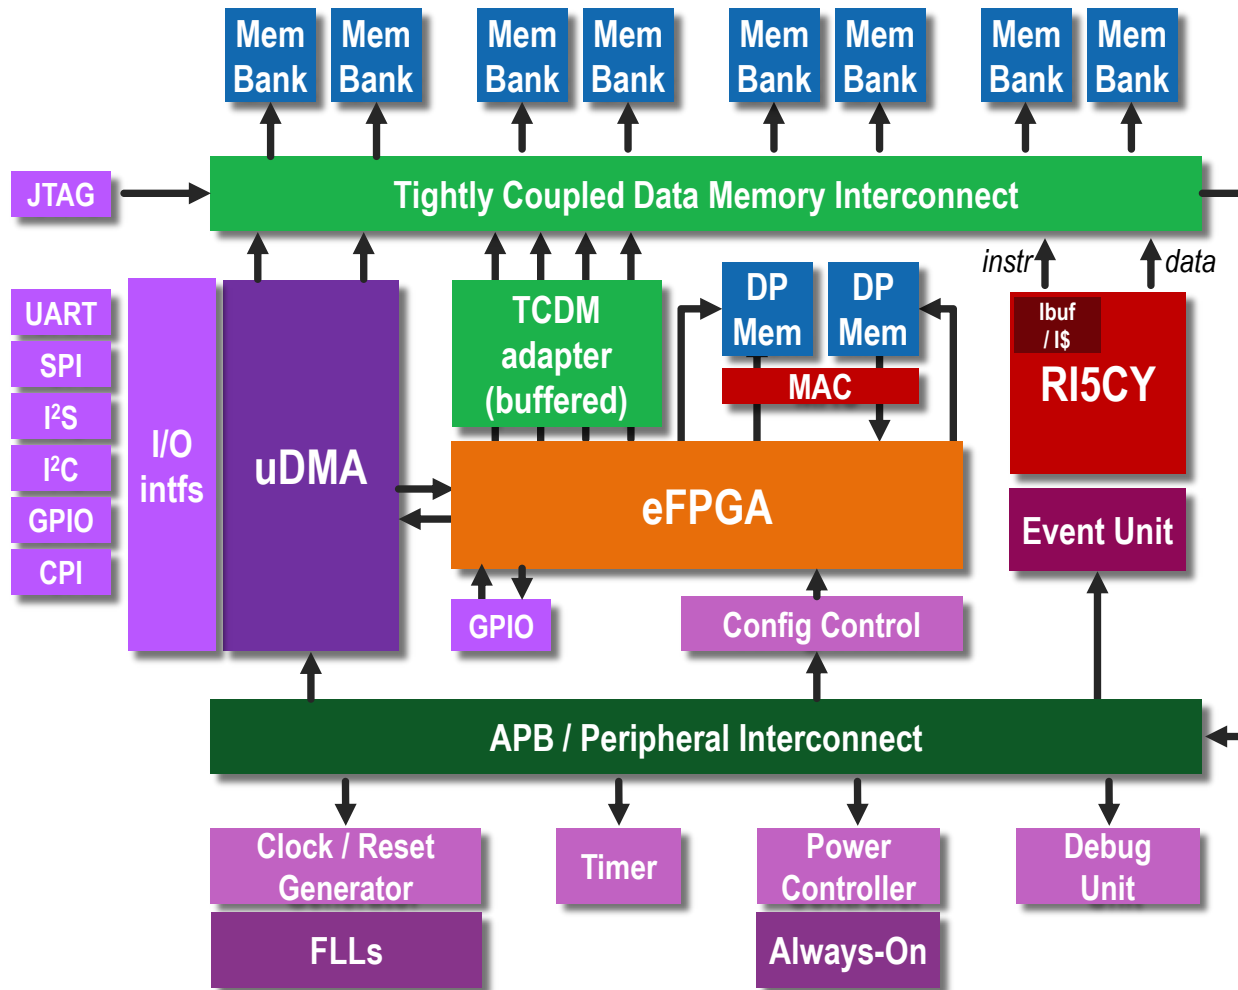 Mem Bank
Mem Bank
Mem Bank
Mem Bank
Mem Bank
Mem Bank
Mem Bank
Mem Bank
JTAG
Tightly Coupled Data Memory Interconnect
instr
data
UART
SPI
I²S
I²C
GPIO
CPI
I/O
intfs
uDMA
TCDM
adapter
(buffered)
DP
Mem
DP
Mem
MAC
Ibuf
/ I$
RI5CY
eFPGA
Event Unit
GPIO
Config Control
APB / Peripheral Interconnect
Clock / Reset
Generator
Timer
Power
Controller
Debug
Unit
FLLs
Always-On